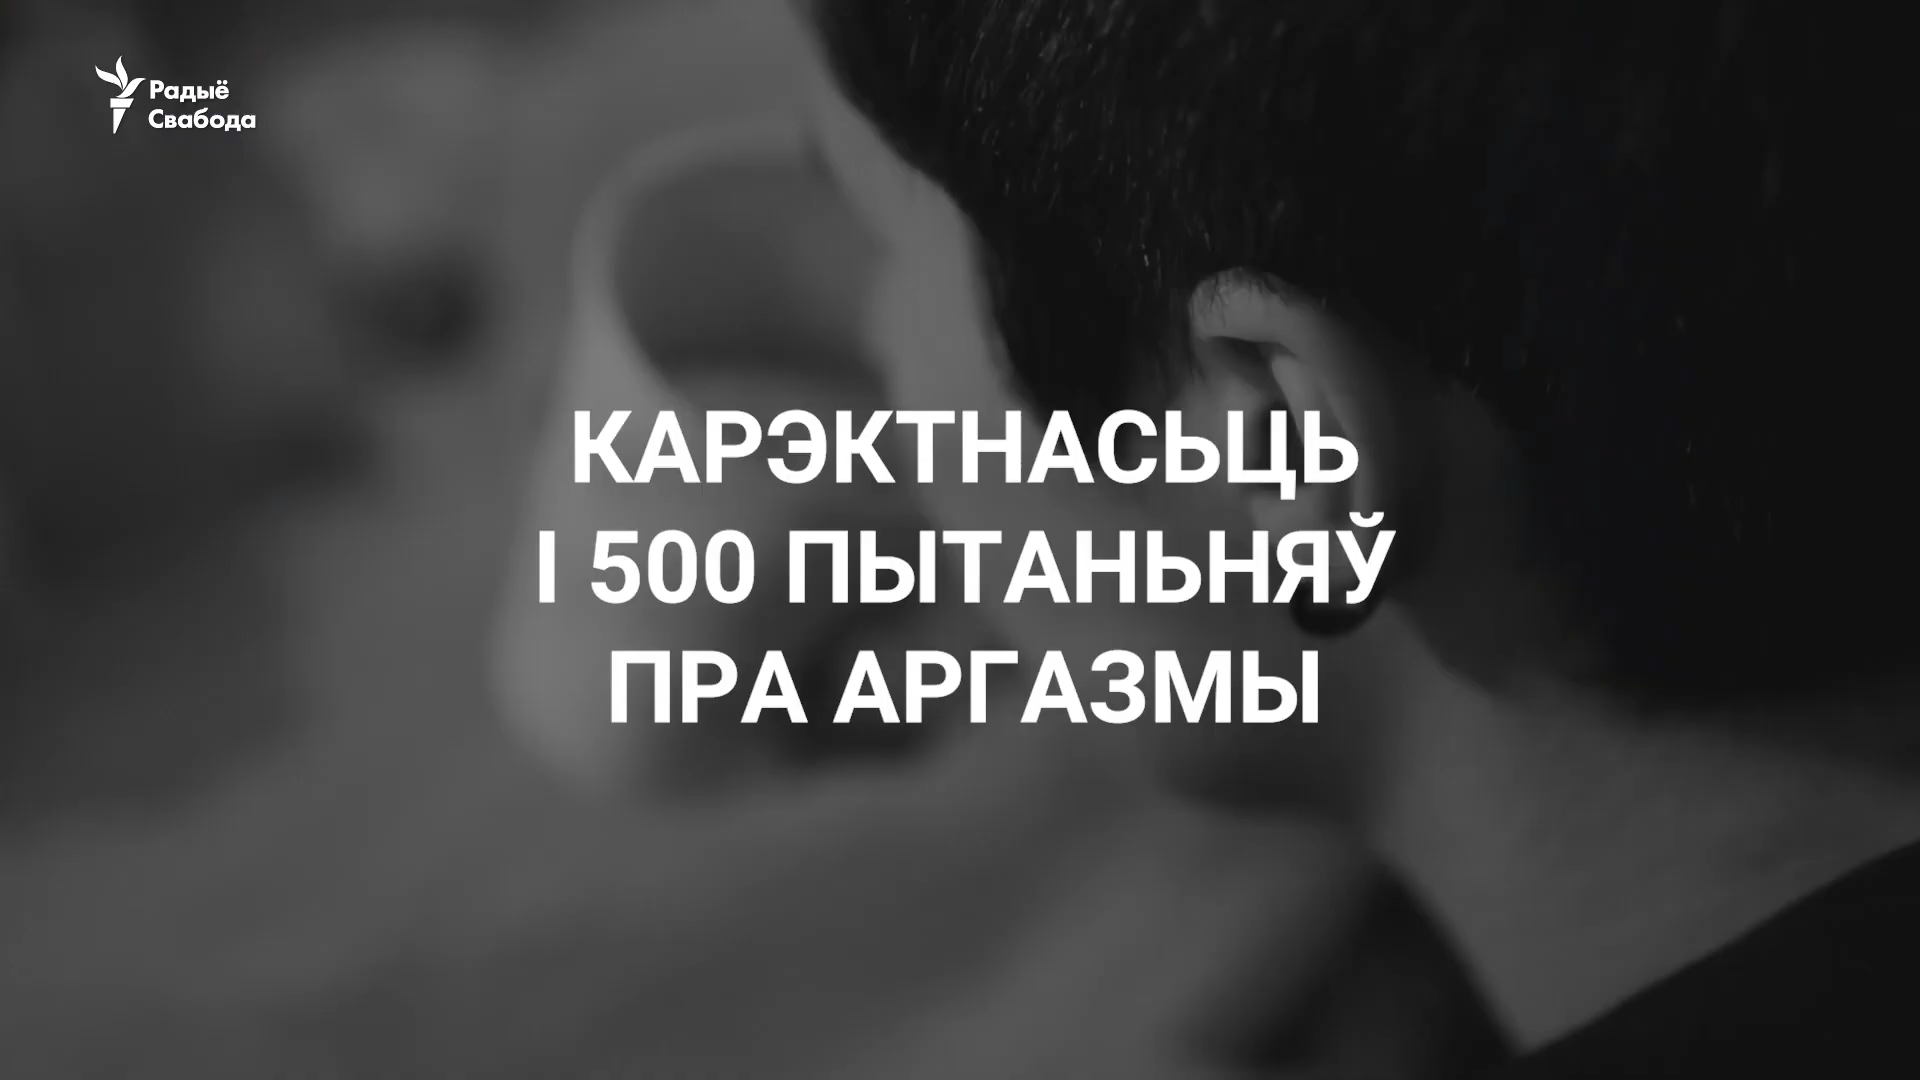 Радыё
Свабода
КАРЭКТНАСЬЦЬ
І 500 ПЫТАНЬНЯЎ
ПРА АРГАЗМЫ